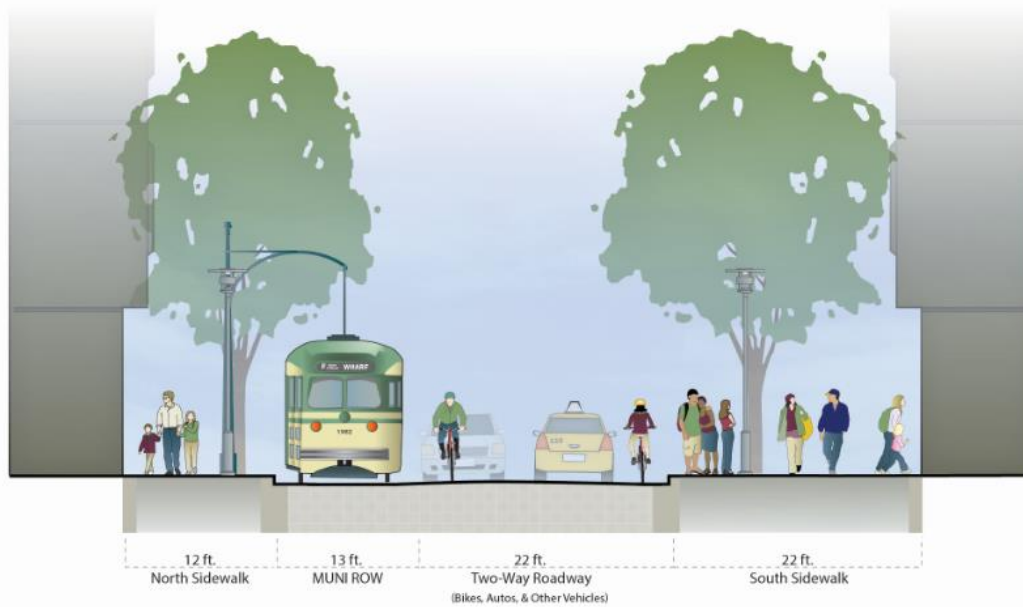 WHARF
1982
12 ft.
North Sidewalk
13 ft.
MUNI ROW
22 ft.
Two-Way Roadway
(Bikes, Autos, & Other Vehicles)
22 ft.
South Sidewalk